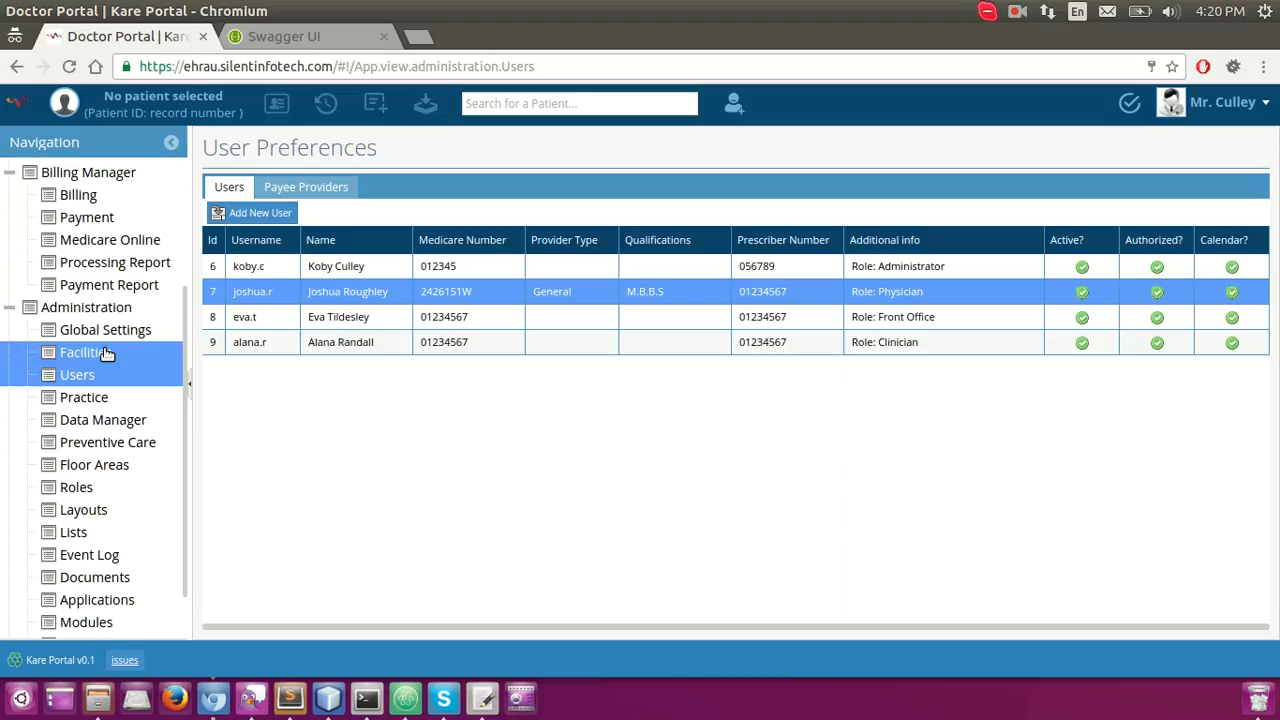 Doctor Portal | Kare Portal - Chromium
En
4:20 PM
Doctor Portal | Kare
Swagger UI
https://ehrau.silentinfotech.com/#!/App.view.administration.Users
No patient selected
(Patient ID: record number )
Search for a Patient...
Mr. Culley
Navigation
Billing Manager
Billing
Payment
Medicare Online
Processing Report
Payment Report
Administration
Global Settings
Faciliti
Users
Practice
Data Manager
Preventive Care
Floor Areas
Roles
Layouts
Lists
Event Log
Documents
Applications
Modules
User Preferences
Users Payee Providers
Add New User
Id Username Name Medicare Number Provider Type Qualifications Prescriber Number Additional info Active? Authorized? Calendar?
6 koby.c Koby Culley 012345 056789 Role: Administrator
7 joshua.r Joshua Roughley 2426151W General M.B.B.S 01234567 Role: Physician
8 eva.t Eva Tildesley 01234567 01234567 Role: Front Office
9 alana.r Alana Randall 01234567 01234567 Role: Clinician
Kare Portal v0.1 issues